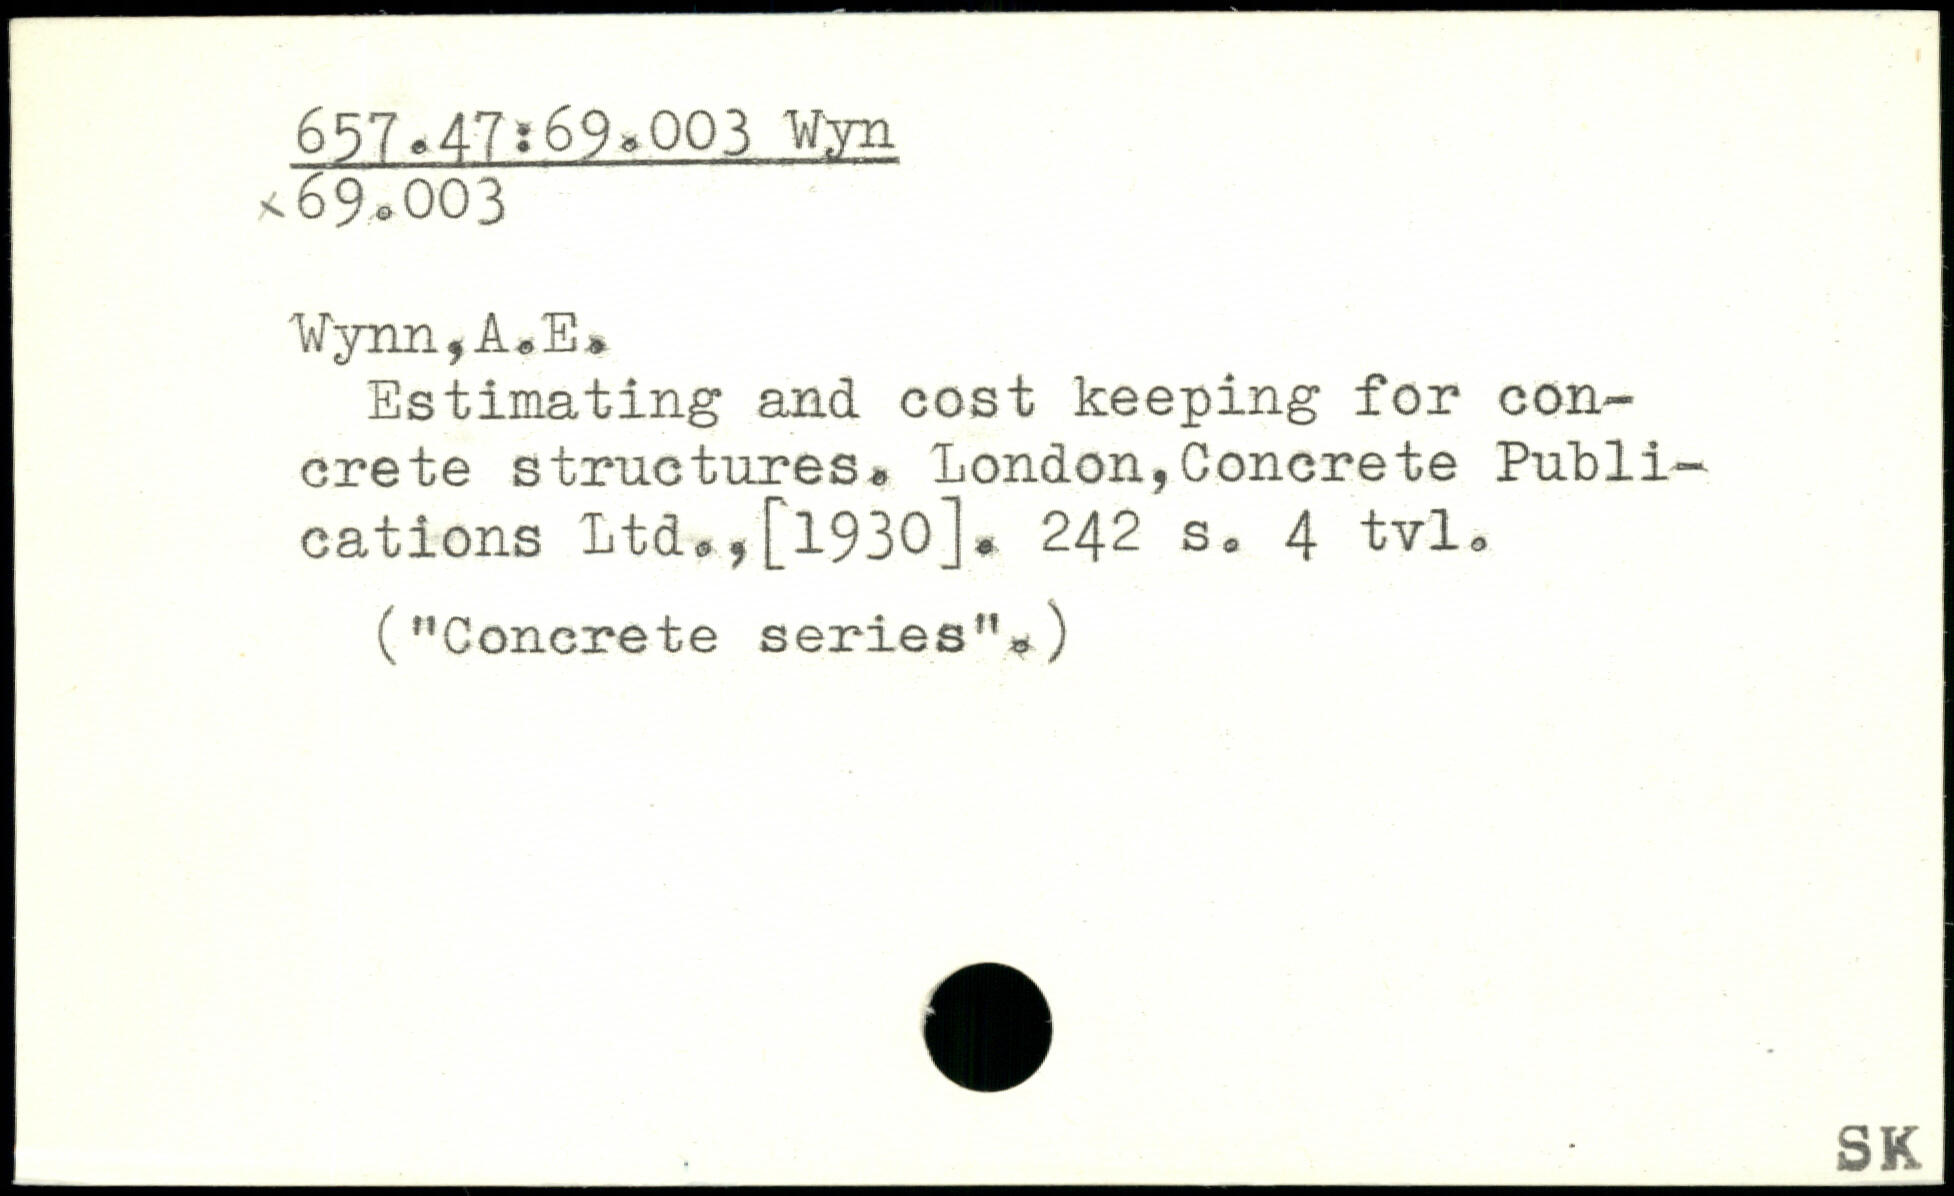 657.47:69.003 Wyn
×69.003
Wynn,A.E.
Estimating and cost keeping for con-
crete structures. London,Concrete Publi-
cations Ltd.,[1930]. 242 s. 4 tvl.
("Concrete series".)
SK